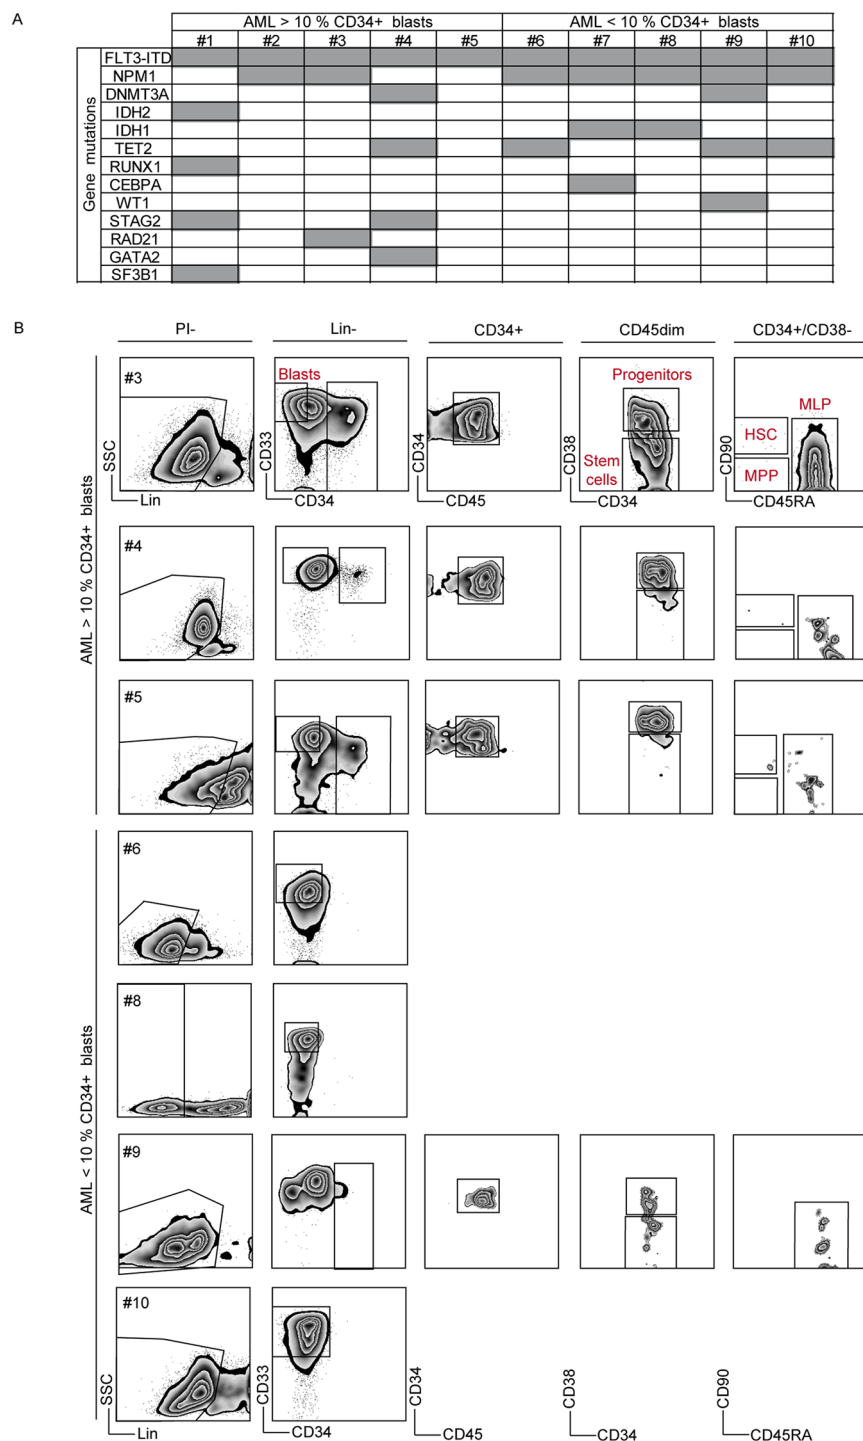 A
AML > 10 % CD34+ blasts AML < 10 % CD34+ blasts
#1 #2 #3 #4 #5 #6 #7 #8 #9 #10
Gene mutations
FLT3-ITD
NPM1
DNMT3A
IDH2
IDH1
TET2
RUNX1
CEBPA
WT1
STAG2
RAD21
GATA2
SF3B1
B
PI- Lin- CD34+ CD45dim CD34+/CD38-
AML > 10 % CD34+ blasts
#3 Blasts Progenitors MLP
HSC
Stem cells MPP
SSC CD33 CD34 CD38 CD90
Lin CD34 CD45 CD34 CD45RA
#4
#5
AML < 10 % CD34+ blasts
#6
#8
#9
#10
SSC CD33 CD34 CD38 CD90
Lin CD34 CD45 CD34 CD45RA